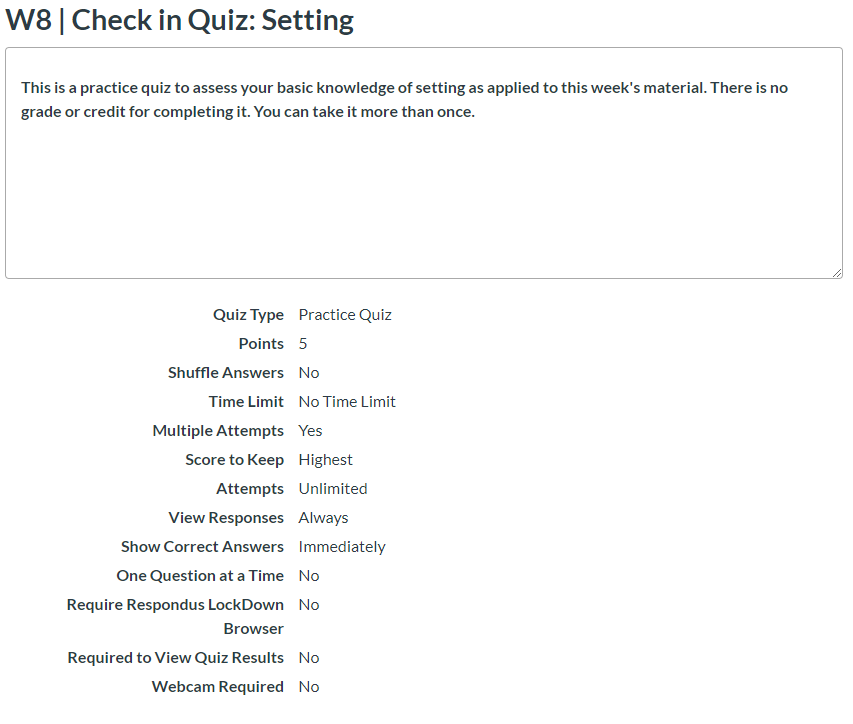 W8 | Check in Quiz: Setting
This is a practice quiz to assess your basic knowledge of setting as applied to this week's material. There is no
grade or credit for completing it. You can take it more than once.
Quiz Type Practice Quiz
Points 5
Shuffle Answers No
Time Limit No Time Limit
Multiple Attempts Yes
Score to Keep Highest
Attempts Unlimited
View Responses Always
Show Correct Answers Immediately
One Question at a Time No
Require Respondus LockDown No
Browser
Required to View Quiz Results No
Webcam Required No